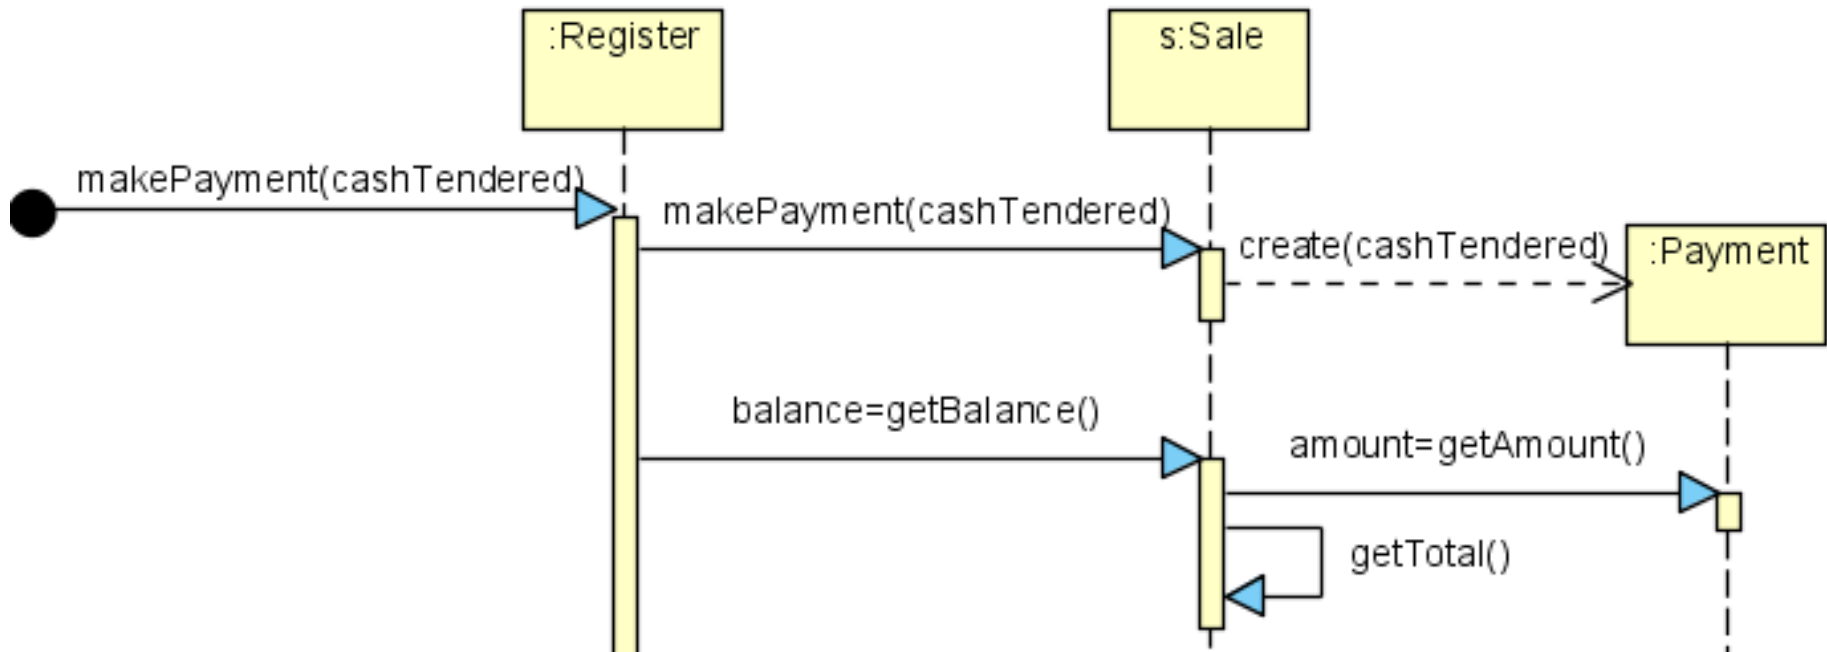 :Register
s:Sale
makePayment(cashTendered)
makePayment(cashTendered)
create(cashTendered)
:Payment
balance=getBalance()
amount=getAmount()
getTotal()